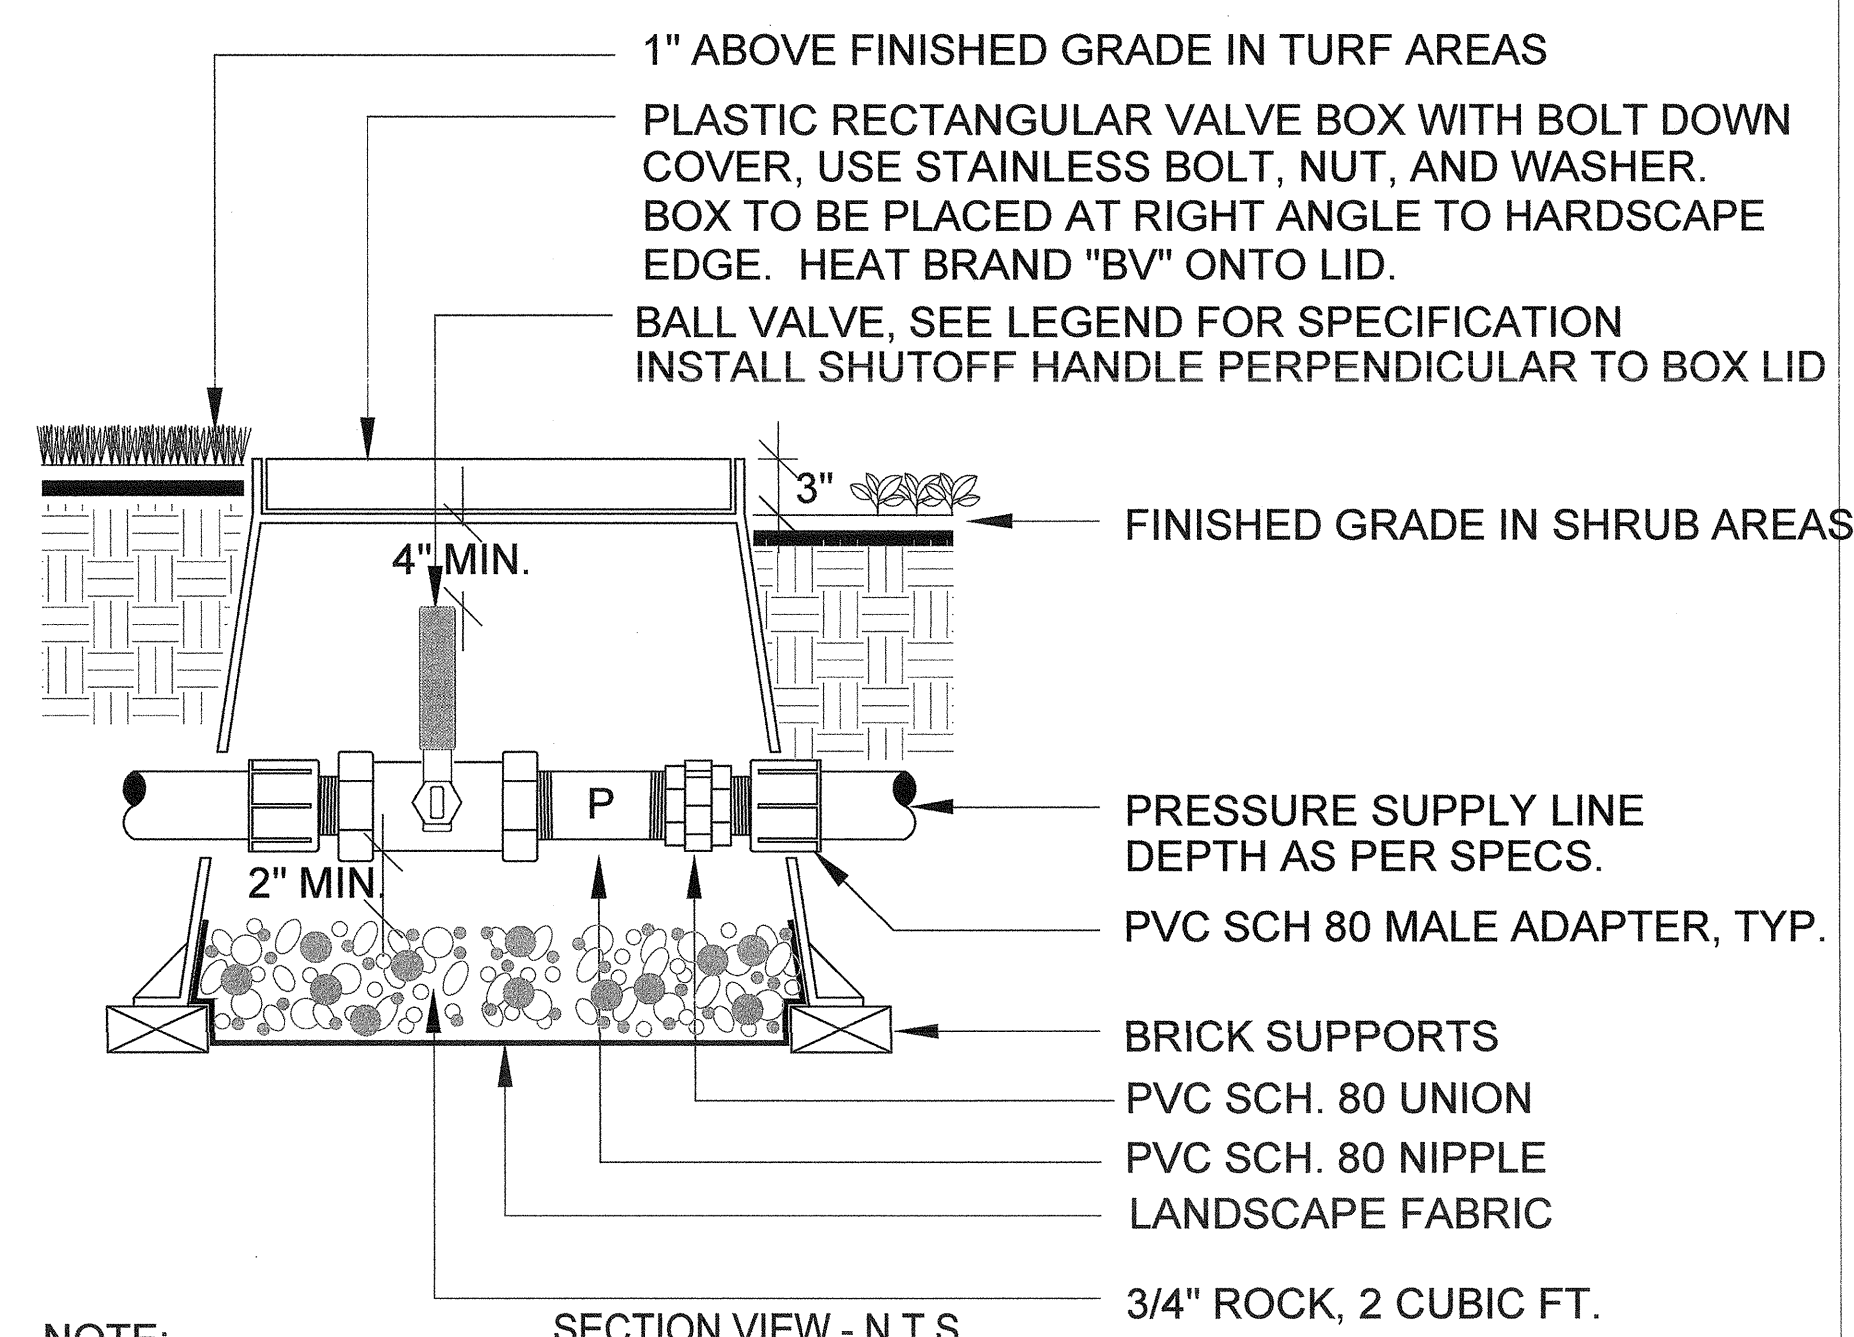 1" ABOVE FINISHED GRADE IN TURF AREAS
PLASTIC RECTANGULAR VALVE BOX WITH BOLT DOWN
COVER, USE STAINLESS BOLT, NUT, AND WASHER.
BOX TO BE PLACED AT RIGHT ANGLE TO HARDSCAPE
EDGE. HEAT BRAND "BV" ONTO LID.
BALL VALVE, SEE LEGEND FOR SPECIFICATION
INSTALL SHUTOFF HANDLE PERPENDICULAR TO BOX LID
3"
FINISHED GRADE IN SHRUB AREAS
4" MIN.
P
PRESSURE SUPPLY LINE
DEPTH AS PER SPECS.
2" MIN.
PVC SCH 80 MALE ADAPTER, TYP.
BRICK SUPPORTS
PVC SCH. 80 UNION
PVC SCH. 80 NIPPLE
LANDSCAPE FABRIC
3/4" ROCK, 2 CUBIC FT.
SECTION VIEW - N.T.S.
NOTE: